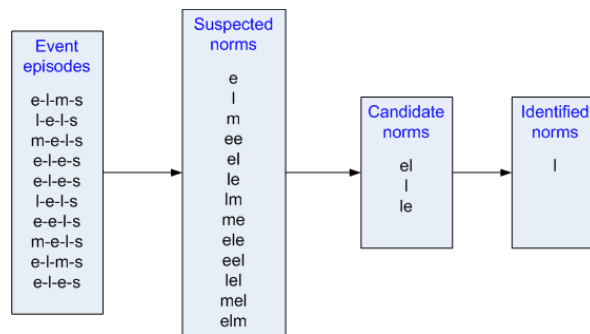 Event
episodes
e-l-m-s
l-e-l-s
m-e-l-s
e-l-e-s
e-l-e-s
l-e-l-s
e-e-l-s
m-e-l-s
e-l-m-s
e-l-e-s
Suspected
norms
e
l
m
ee
el
le
lm
me
ele
eel
lel
mel
elm
Candidate
norms
el
l
le
Identified
norms
l